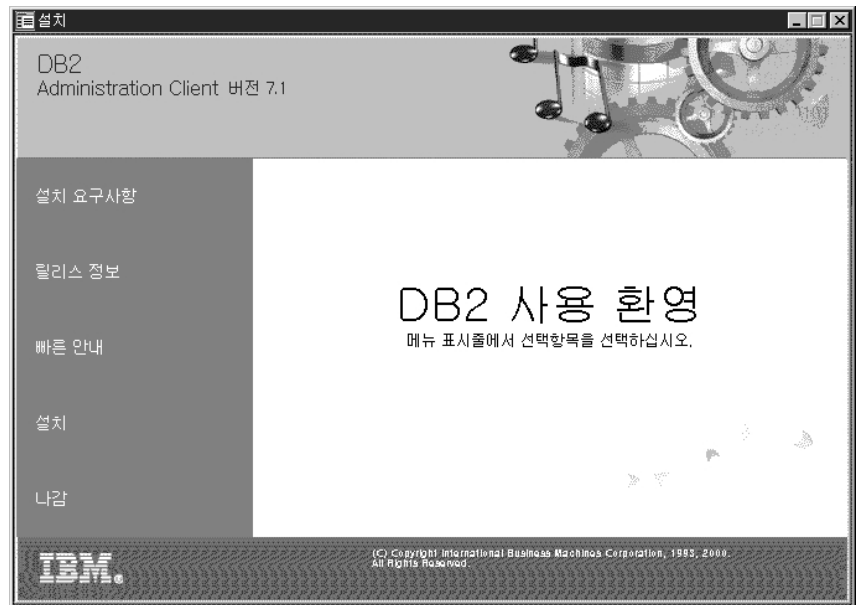 설치
DB2
Administration Client 버전 7.1
설치 요구사항
릴리스 정보
빠른 안내
설치
나감
DB2 사용 환영
메뉴 표시줄에서 선택항목을 선택하십시오.
IBM®
(C) Copyright International Business Machines Corporation, 1993, 2000.
All Rights Reserved.